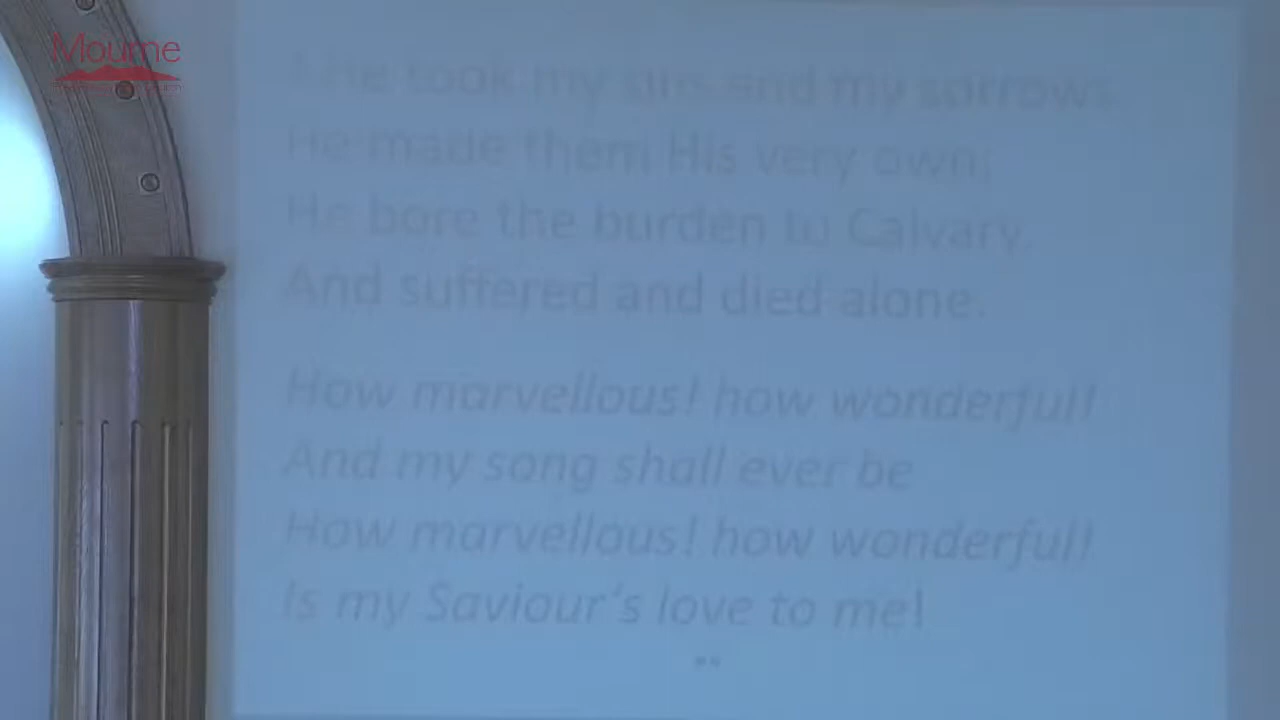 Mourne
He took my sins and my sorrows
He made them His very own;
He bore the burden to Calvary,
And suffered and died alone.
How marvellous! how wonderful!
And my song shall ever be
How marvellous! how wonderful!
Is my Saviour's love to me!